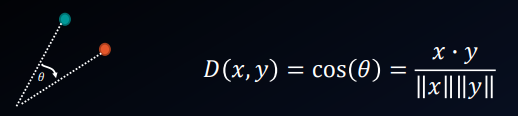 θ
D(x, y) = cos(θ) = x · y / ‖x‖‖y‖